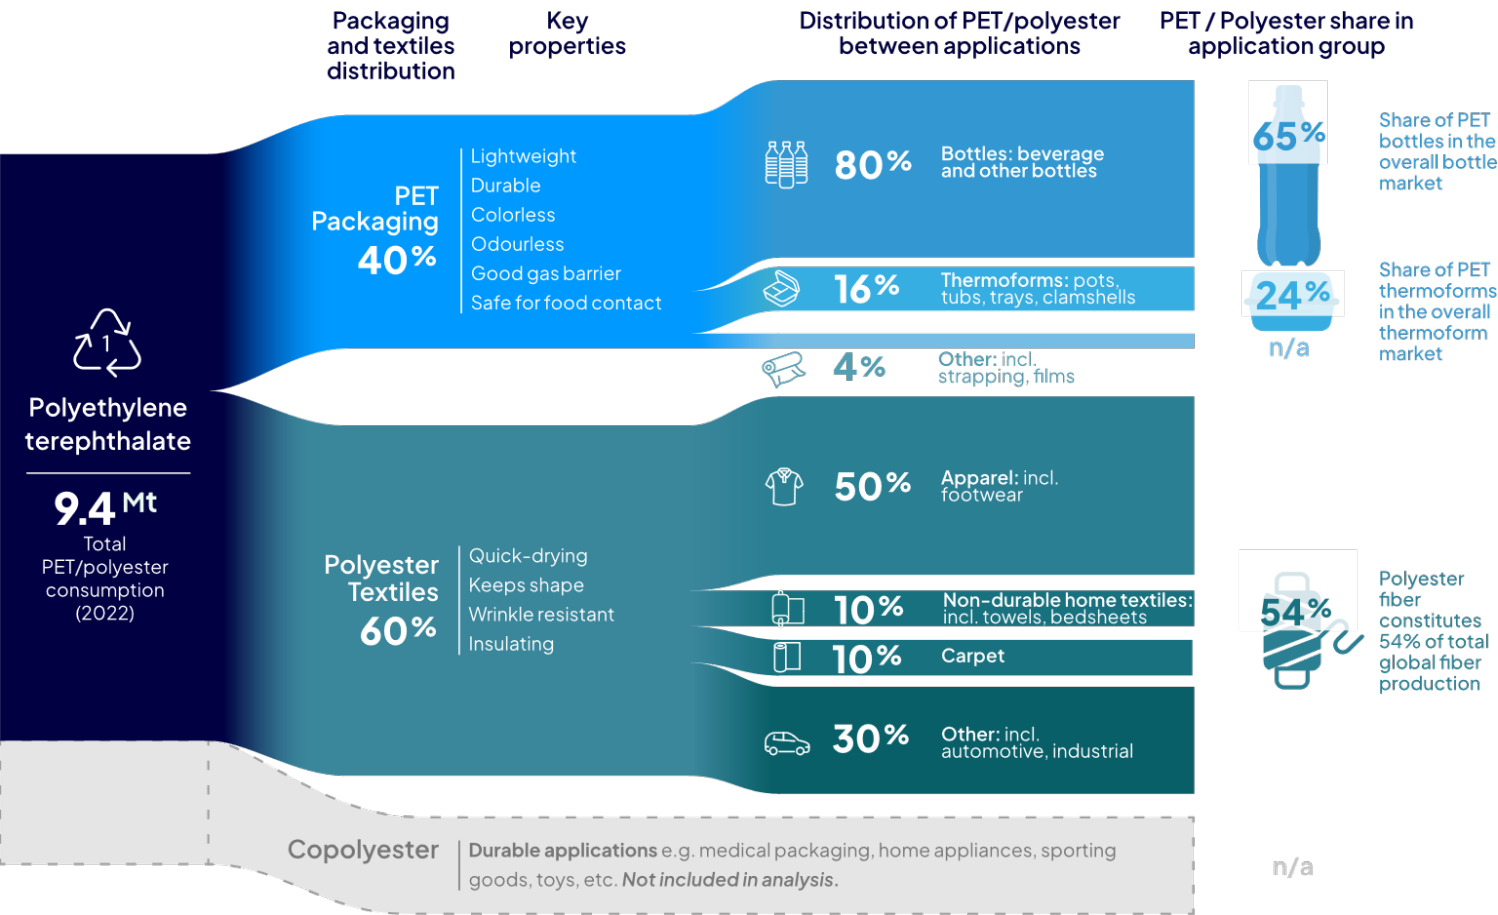 Packaging
and textiles
distribution
Key
properties
Distribution of PET/polyester
between applications
PET / Polyester share in
application group
1
Polyethylene
terephthalate
9.4 Mt
Total
PET/polyester
consumption
(2022)
PET
Packaging
40%
Lightweight
Durable
Colorless
Odourless
Good gas barrier
Safe for food contact
80%
Bottles: beverage
and other bottles
16%
Thermoforms: pots,
tubs, trays, clamshells
4%
Other: incl.
strapping, films
65%
Share of PET
bottles in the
overall bottle
market
24%
n/a
Share of PET
thermoforms
in the overall
thermoform
market
Polyester
Textiles
60%
Quick-drying
Keeps shape
Wrinkle resistant
Insulating
50%
Apparel: incl.
footwear
10%
Non-durable home textiles:
incl. towels, bedsheets
10%
Carpet
30%
Other: incl.
automotive, industrial
54%
Polyester
fiber
constitutes
54% of total
global fiber
production
Copolyester
Durable applications e.g. medical packaging, home appliances, sporting
goods, toys, etc. Not included in analysis.
n/a